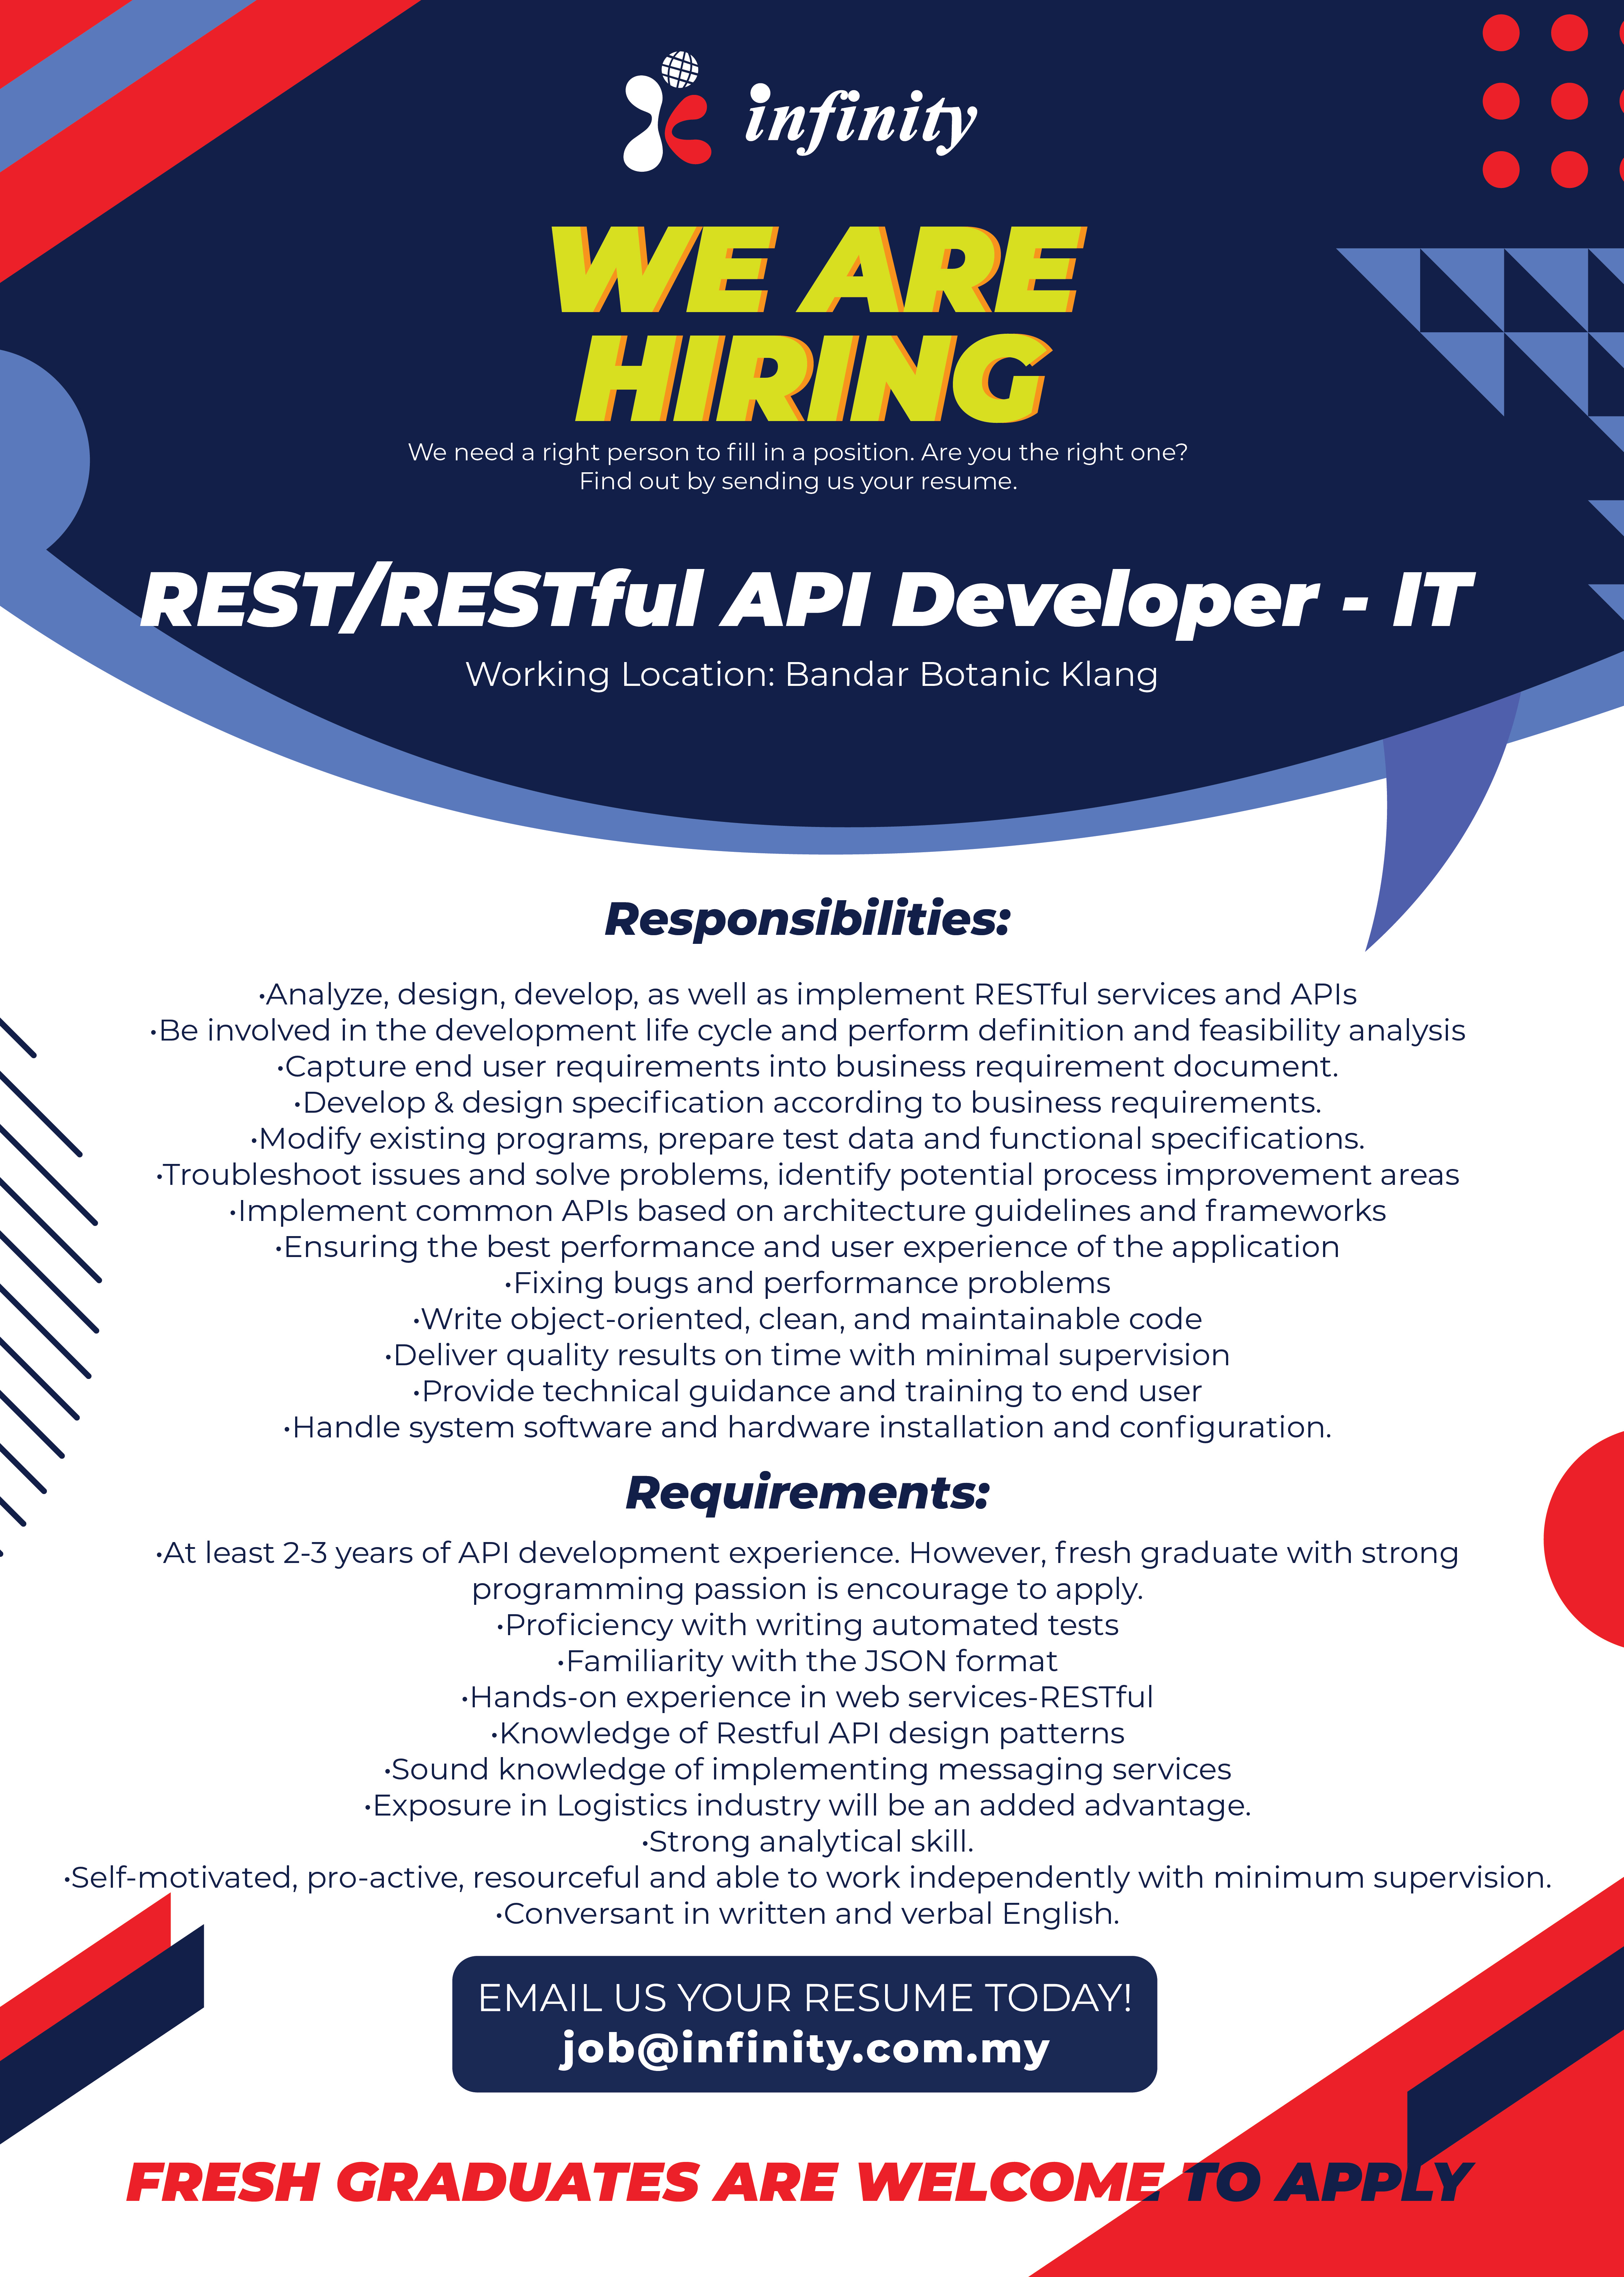 infinity
WE ARE
HIRING
We need a right person to fill in a position. Are you the right one?
Find out by sending us your resume.
REST/RESTful API Developer - IT
Working Location: Bandar Botanic Klang
Responsibilities:
•Analyze, design, develop, as well as implement RESTful services and APIs
•Be involved in the development life cycle and perform definition and feasibility analysis
•Capture end user requirements into business requirement document.
•Develop & design specification according to business requirements.
•Modify existing programs, prepare test data and functional specifications.
•Troubleshoot issues and solve problems, identify potential process improvement areas
•Implement common APIs based on architecture guidelines and frameworks
•Ensuring the best performance and user experience of the application
•Fixing bugs and performance problems
•Write object-oriented, clean, and maintainable code
•Deliver quality results on time with minimal supervision
•Provide technical guidance and training to end user
•Handle system software and hardware installation and configuration.
Requirements:
•At least 2-3 years of API development experience. However, fresh graduate with strong
programming passion is encourage to apply.
•Proficiency with writing automated tests
•Familiarity with the JSON format
•Hands-on experience in web services-RESTful
•Knowledge of Restful API design patterns
•Sound knowledge of implementing messaging services
•Exposure in Logistics industry will be an added advantage.
•Strong analytical skill.
•Self-motivated, pro-active, resourceful and able to work independently with minimum supervision.
•Conversant in written and verbal English.
EMAIL US YOUR RESUME TODAY!
job@infinity.com.my
FRESH GRADUATES ARE WELCOME TO APPLY